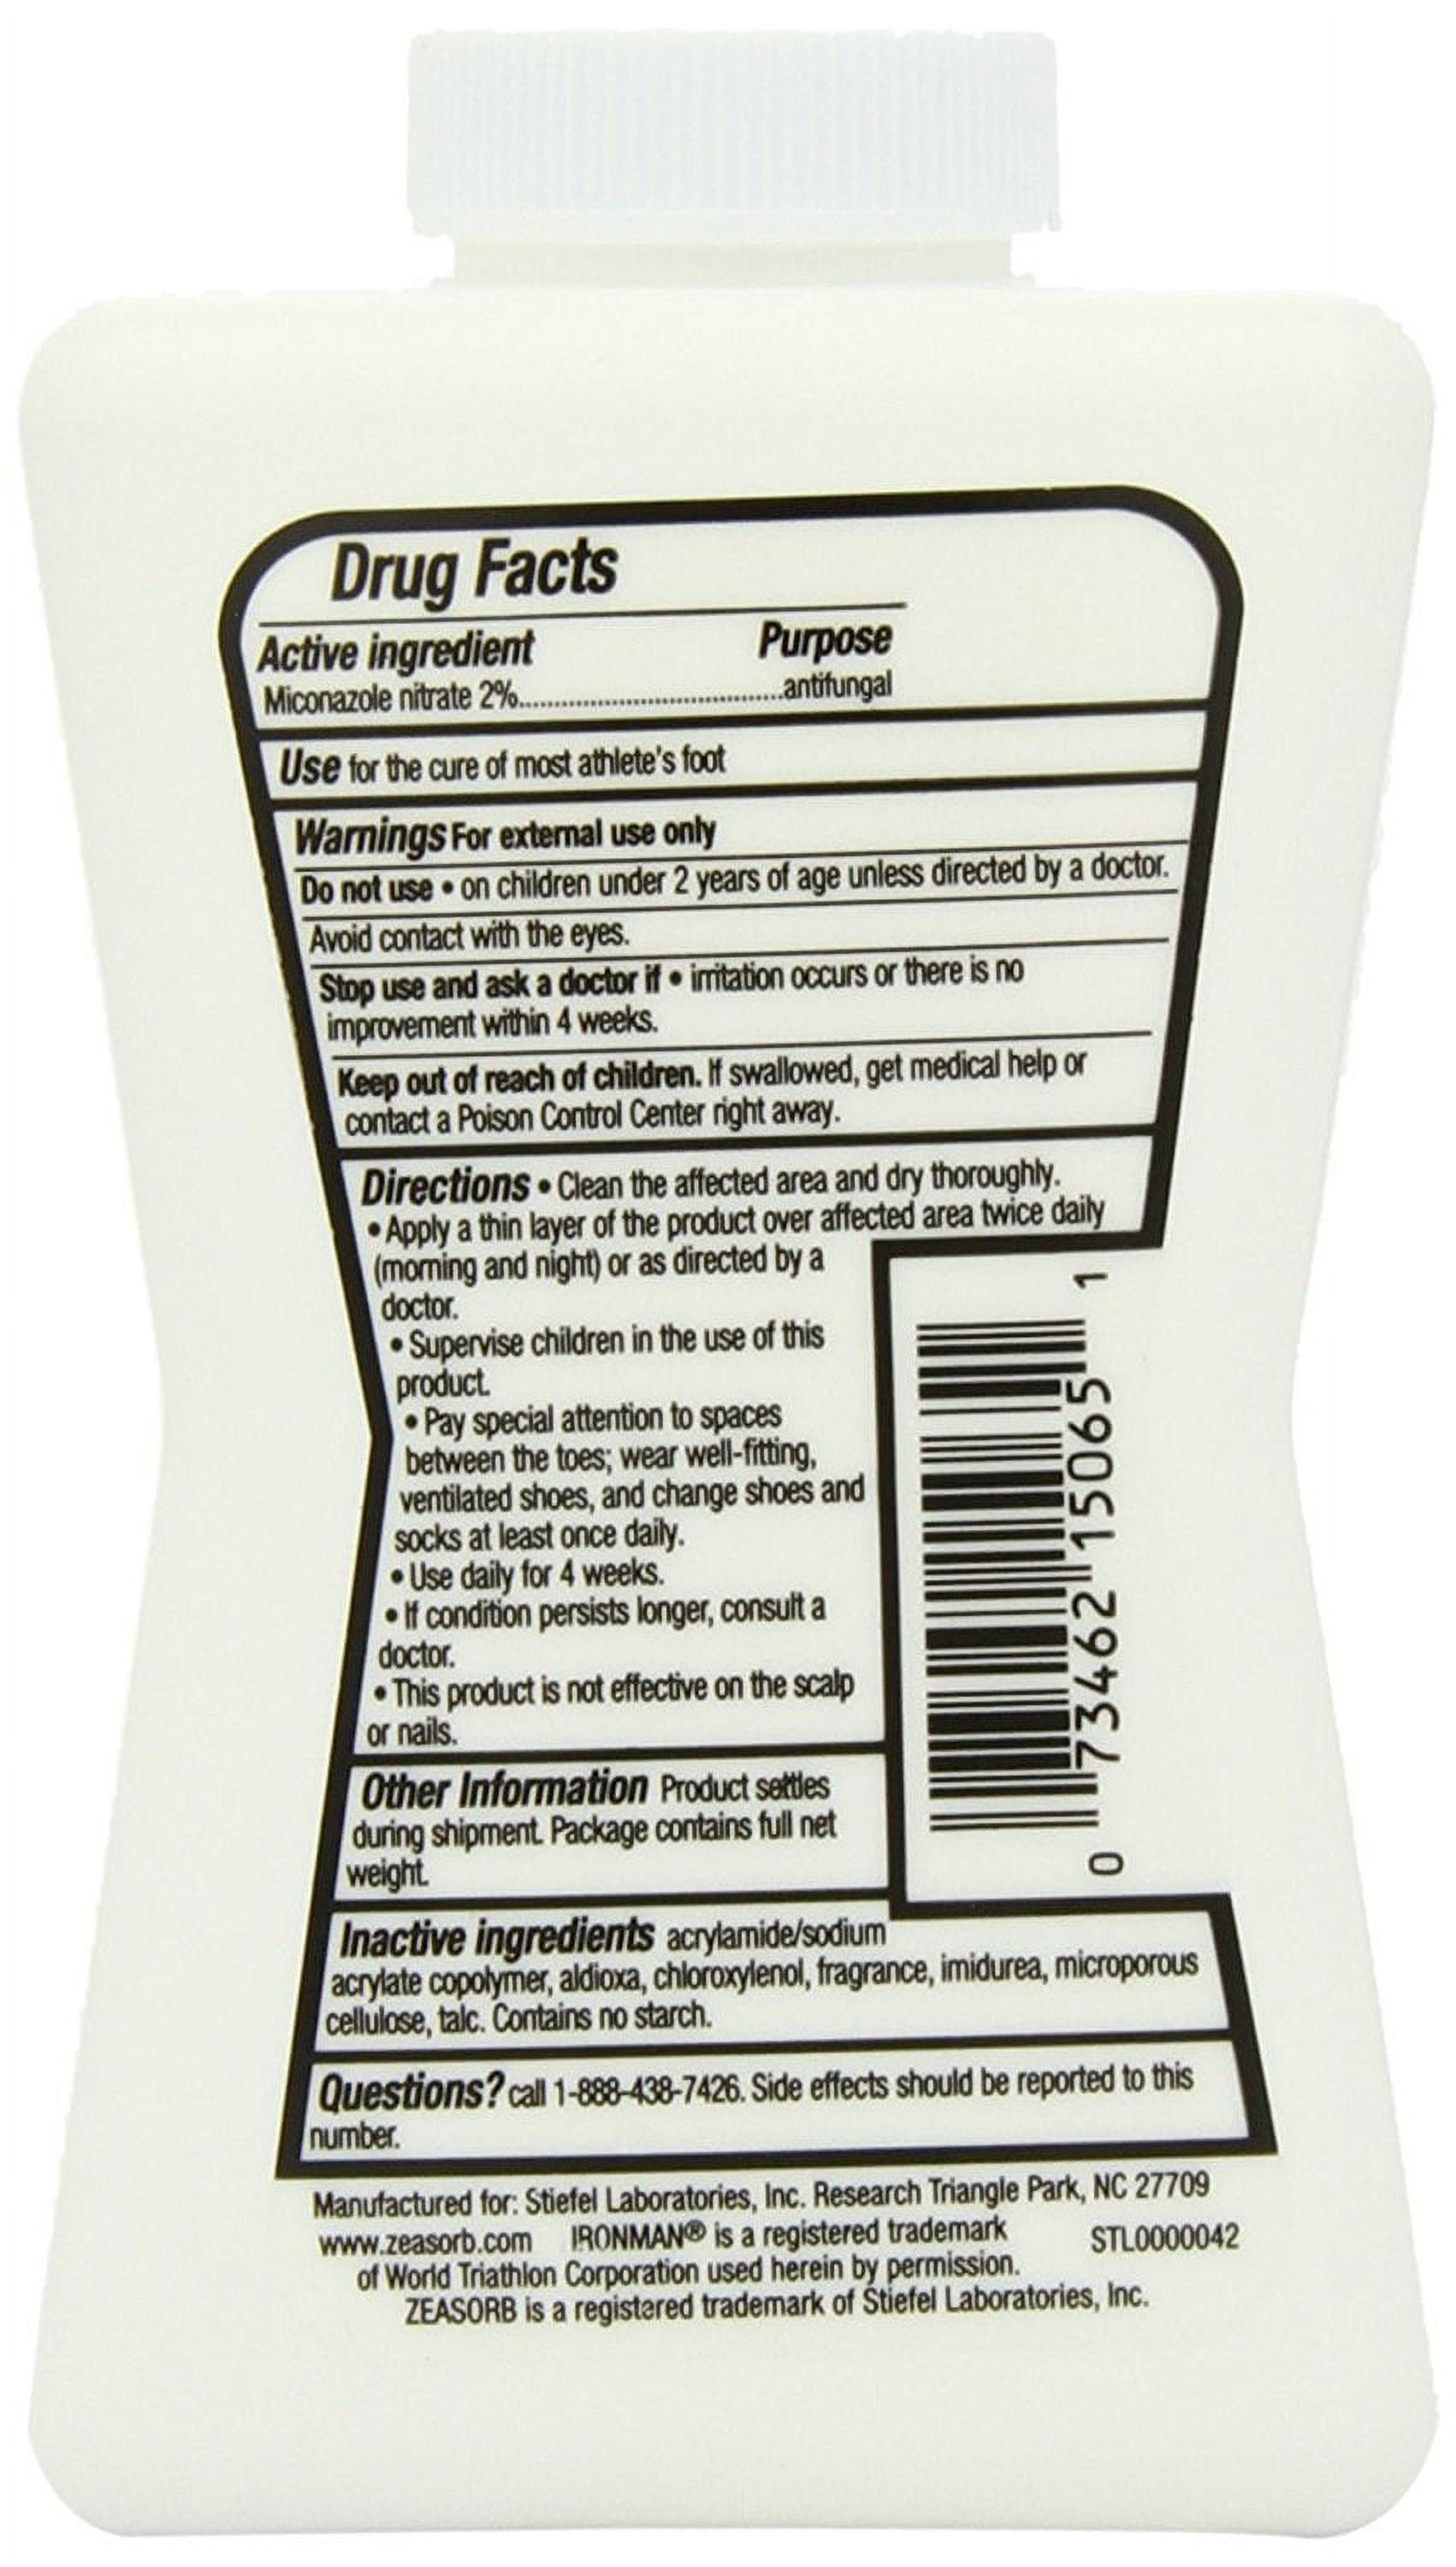 Drug Facts
Active ingredient Purpose
Miconazole nitrate 2%......................................antifungal
Use for the cure of most athlete's foot
Warnings For external use only
Do not use • on children under 2 years of age unless directed by a doctor.
Avoid contact with the eyes.
Stop use and ask a doctor if • irritation occurs or there is no
improvement within 4 weeks.
Keep out of reach of children. If swallowed, get medical help or
contact a Poison Control Center right away.
Directions • Clean the affected area and dry thoroughly.
• Apply a thin layer of the product over affected area twice daily
(morning and night) or as directed by a
doctor.
• Supervise children in the use of this
product.
• Pay special attention to spaces
between the toes; wear well-fitting,
ventilated shoes, and change shoes and
socks at least once daily.
• Use daily for 4 weeks.
• If condition persists longer, consult a
doctor.
• This product is not effective on the scalp
or nails.
Other Information Product settles
during shipment. Package contains full net
weight.
0 73462 15065 1
Inactive ingredients acrylamide/sodium
acrylate copolymer, aldioxa, chloroxylenol, fragrance, imidurea, microporous
cellulose, talc. Contains no starch.
Questions? call 1-888-438-7426. Side effects should be reported to this
number.
Manufactured for: Stiefel Laboratories, Inc. Research Triangle Park, NC 27709
www.zeasorb.com IRONMAN® is a registered trademark STL0000042
of World Triathlon Corporation used herein by permission.
ZEASORB is a registered trademark of Stiefel Laboratories, Inc.